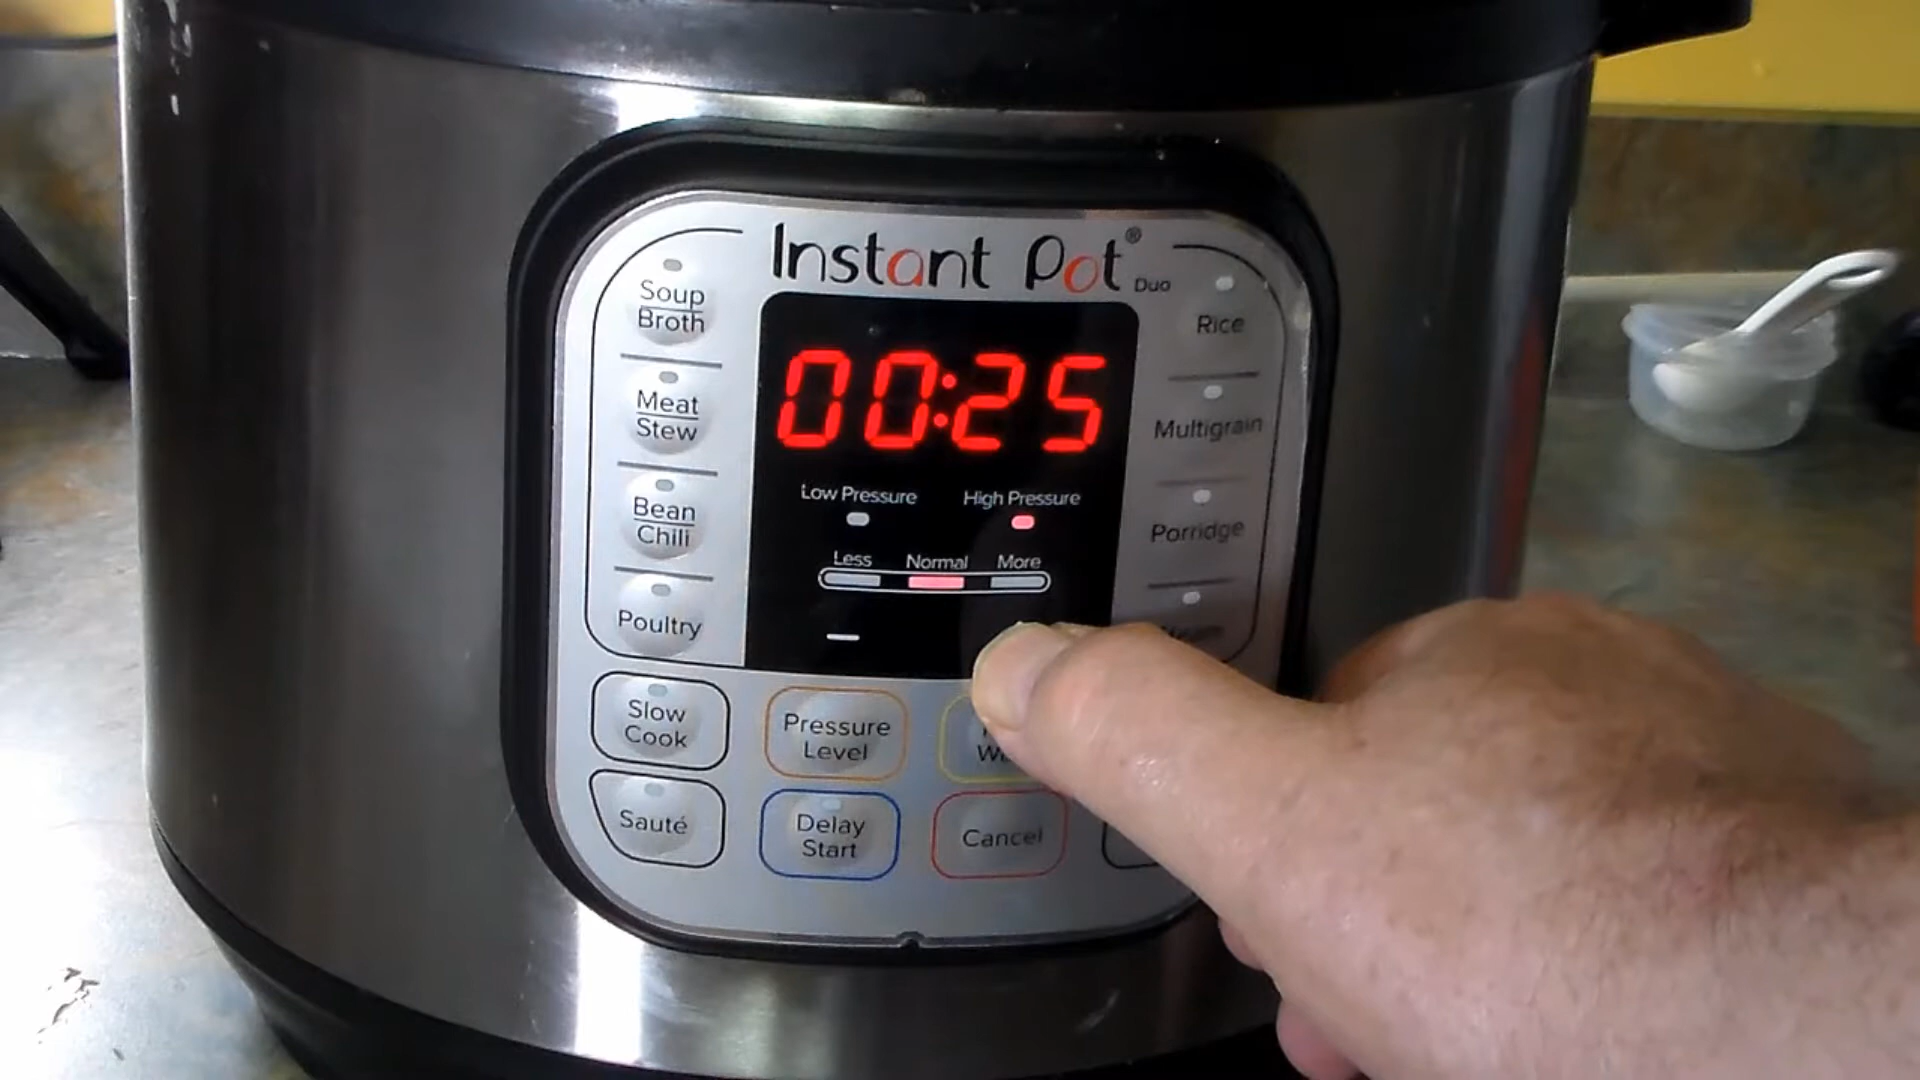 Instant Pot®
Duo
Soup
Broth
Meat
Stew
Bean
Chili
Poultry
00:25
Low Pressure High Pressure
Less Normal More
−
Rice
Multigrain
Porridge
Slow
Cook
Pressure
Level
Sauté
Delay
Start
Cancel